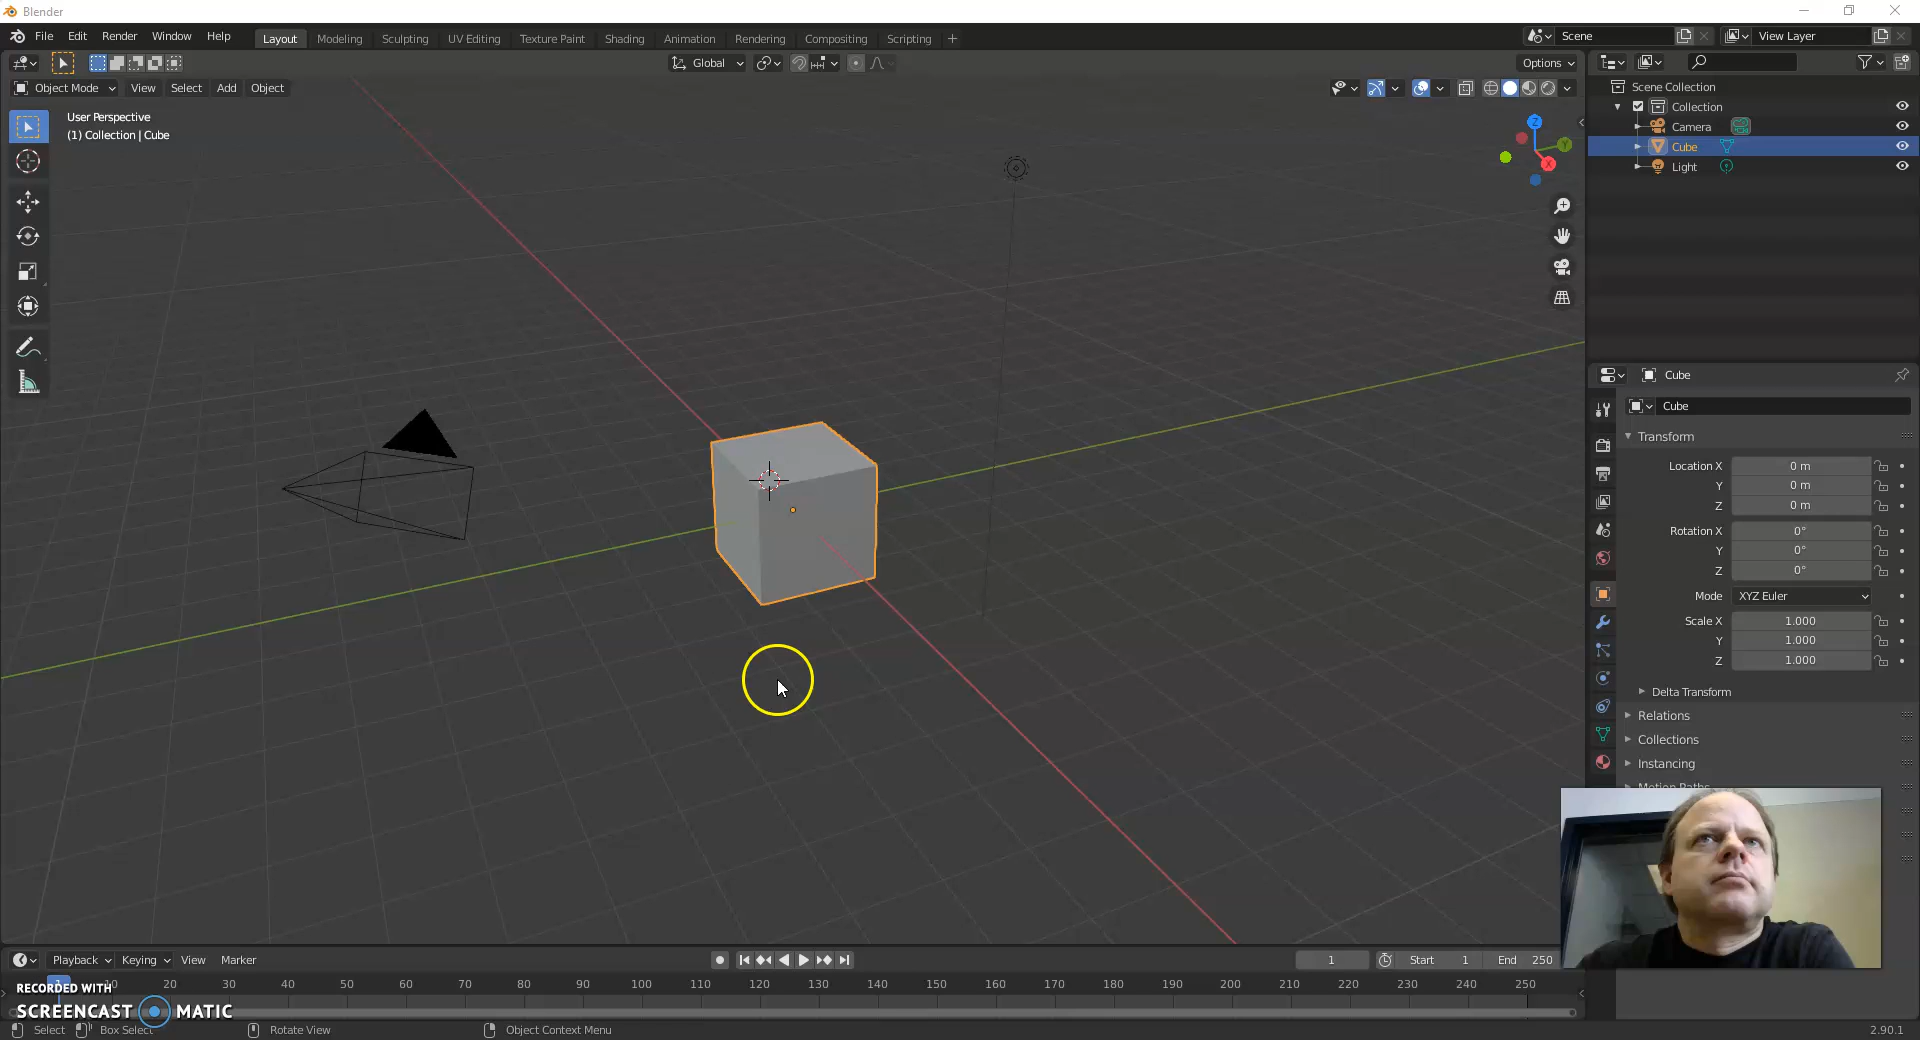 Blender
File Edit Render Window Help
Layout Modeling Sculpting UV Editing Texture Paint Shading Animation Rendering Compositing Scripting +
Scene
View Layer
Global
Options
Object Mode View Select Add Object
User Perspective
(1) Collection | Cube
Z
Y
X
Scene Collection
Collection
Camera
Cube
Light
Cube
Cube
Transform
Location X 0 m
Y 0 m
Z 0 m
Rotation X 0°
Y 0°
Z 0°
Mode XYZ Euler
Scale X 1.000
Y 1.000
Z 1.000
Delta Transform
Relations
Collections
Instancing
Motion Paths
Playback Keying View Marker
1 Start 1 End 250
1 10 20 30 40 50 60 70 80 90 100 110 120 130 140 150 160 170 180 190 200 210 220 230 240 250
RECORDED WITH
SCREENCAST MATIC
Select Box Select Rotate View Object Context Menu
2.90.1